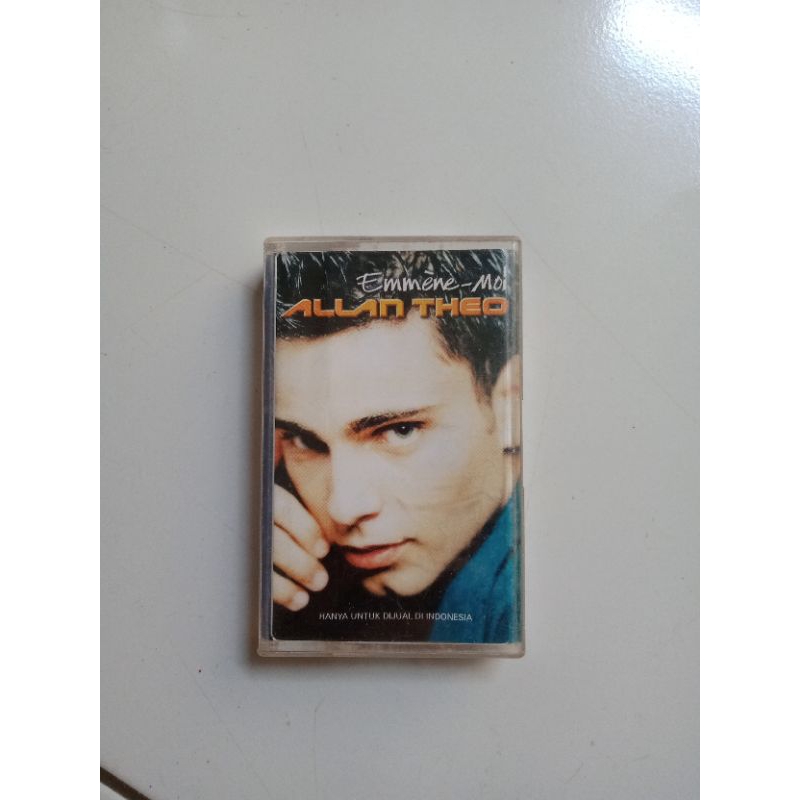 Emmène-Moi
ALLAN THEO
HANYA UNTUK DIJUAL DI INDONESIA